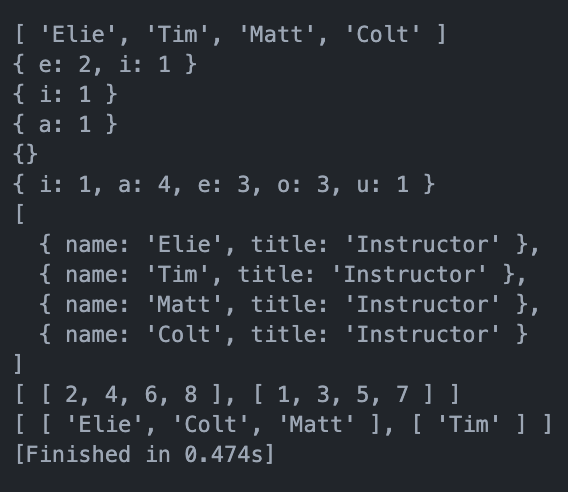 [ 'Elie', 'Tim', 'Matt', 'Colt' ]
{ e: 2, i: 1 }
{ i: 1 }
{ a: 1 }
{}
{ i: 1, a: 4, e: 3, o: 3, u: 1 }
[
  { name: 'Elie', title: 'Instructor' },
  { name: 'Tim', title: 'Instructor' },
  { name: 'Matt', title: 'Instructor' },
  { name: 'Colt', title: 'Instructor' }
]
[ [ 2, 4, 6, 8 ], [ 1, 3, 5, 7 ] ]
[ [ 'Elie', 'Colt', 'Matt' ], [ 'Tim' ] ]
[Finished in 0.474s]